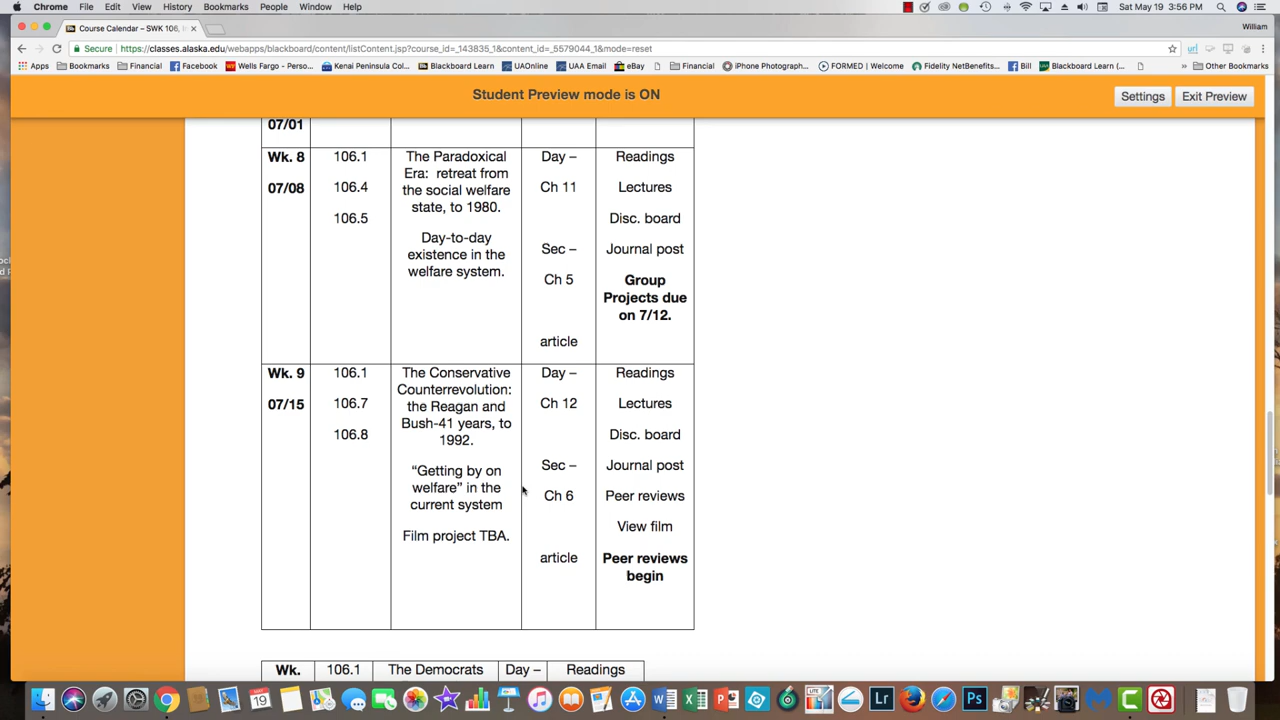 Chrome File Edit View History Bookmarks People Window Help Sat May 19 3:56 PM
Course Calendar – SWK 106, i
William
Secure https://classes.alaska.edu/webapps/blackboard/content/listContent.jsp?course_id=_143835_1&content_id=_5579044_1&mode=reset
Apps Bookmarks Financial Facebook Wells Fargo - Perso... Kenai Peninsula Col... Blackboard Learn UAOnline UAA Email eBay Financial iPhone Photograph... FORMED | Welcome Fidelity NetBenefits... Bill Blackboard Learn (... » Other Bookmarks
Student Preview mode is ON
Settings Exit Preview
07/01
Wk. 8
07/08
106.1
106.4
106.5
The Paradoxical
Era: retreat from
the social welfare
state, to 1980.
Day-to-day
existence in the
welfare system.
Day –
Ch 11
Sec –
Ch 5
article
Readings
Lectures
Disc. board
Journal post
Group
Projects due
on 7/12.
Wk. 9
07/15
106.1
106.7
106.8
The Conservative
Counterrevolution:
the Reagan and
Bush-41 years, to
1992.
“Getting by on
welfare” in the
current system
Film project TBA.
Day –
Ch 12
Sec –
Ch 6
article
Readings
Lectures
Disc. board
Journal post
Peer reviews
View film
Peer reviews
begin
Wk. 106.1 The Democrats Day – Readings